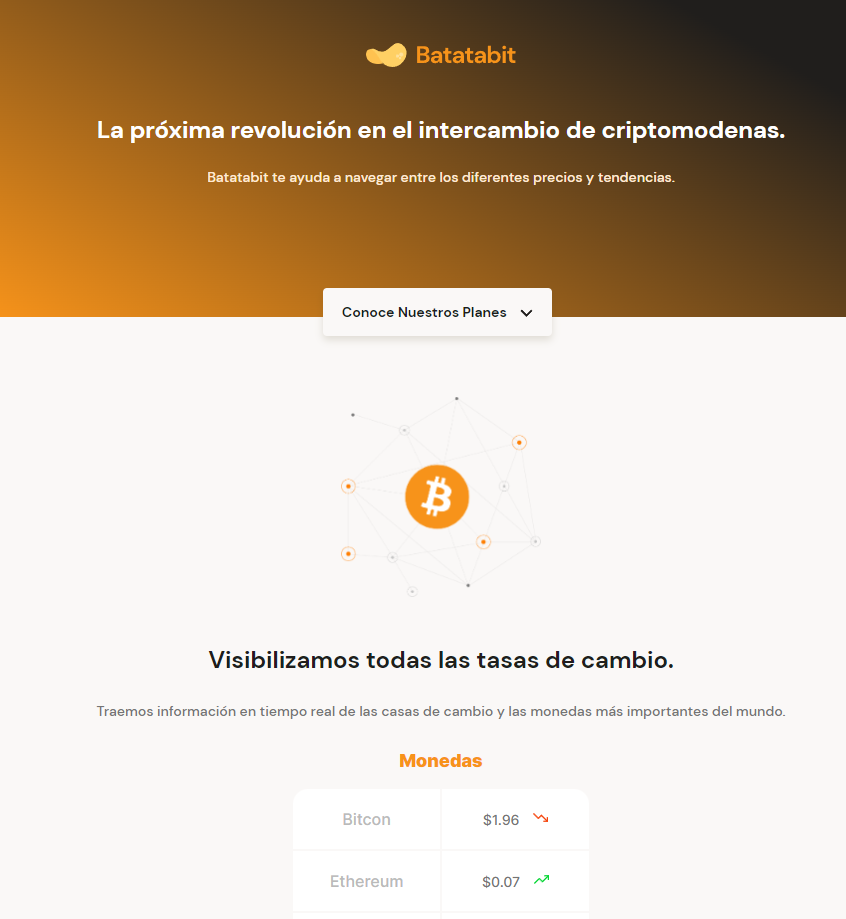 Batatabit
La próxima revolución en el intercambio de criptomodenas.
Batatabit te ayuda a navegar entre los diferentes precios y tendencias.
Conoce Nuestros Planes
Visibilizamos todas las tasas de cambio.
Traemos información en tiempo real de las casas de cambio y las monedas más importantes del mundo.
Monedas
Bitcon $1.96
Ethereum $0.07